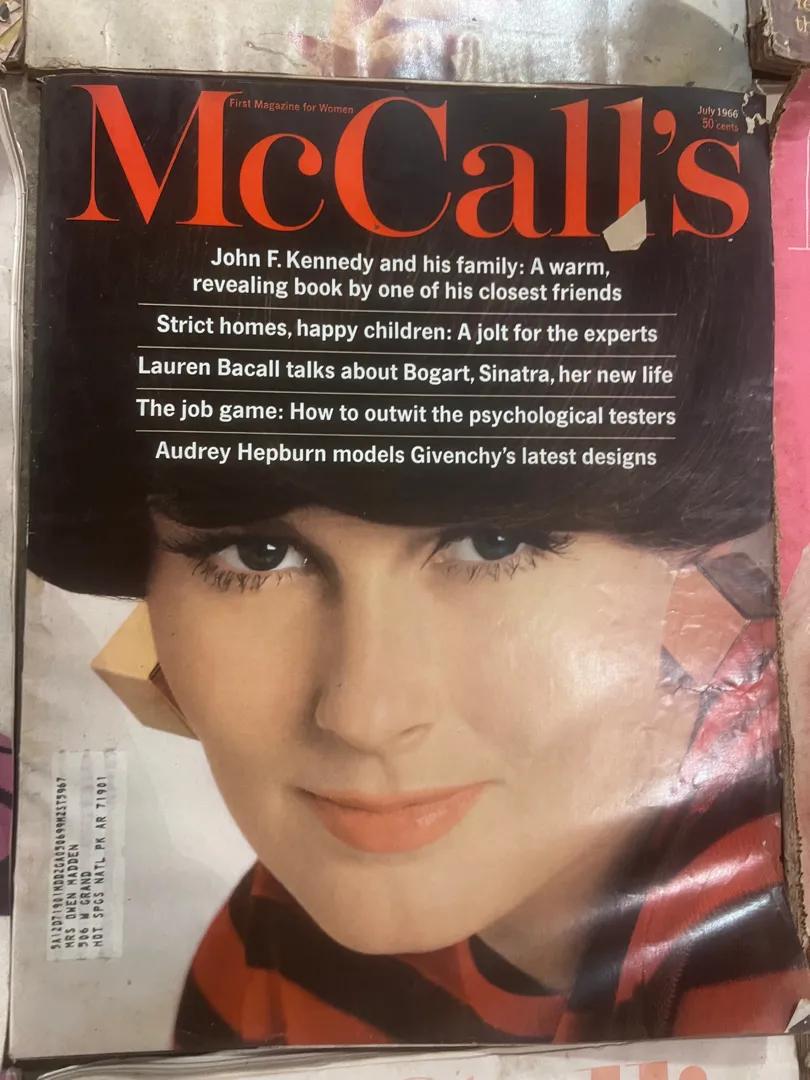 First Magazine for Women
July 1966
50 cents
McCall's
John F. Kennedy and his family: A warm,
revealing book by one of his closest friends
Strict homes, happy children: A jolt for the experts
Lauren Bacall talks about Bogart, Sinatra, her new life
The job game: How to outwit the psychological testers
Audrey Hepburn models Givenchy's latest designs
MRS OWEN MADDEN
506 W GRAND
HOT SPGS NATL PK AR 71901